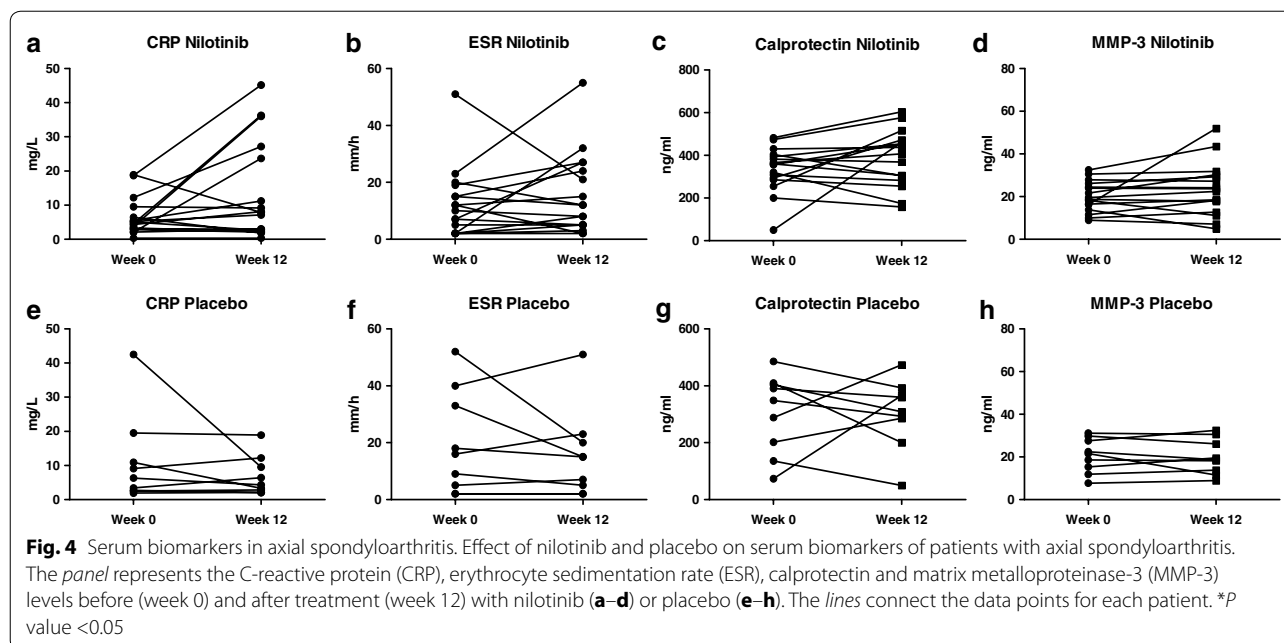 a CRP Nilotinib
50
40
30
20
10
0
mg/L
Week 0 Week 12
b ESR Nilotinib
60
40
20
0
mm/h
Week 0 Week 12
c Calprotectin Nilotinib
800
600
400
200
0
ng/ml
Week 0 Week 12
d MMP-3 Nilotinib
80
60
40
20
0
ng/ml
Week 0 Week 12
e CRP Placebo
50
40
30
20
10
0
mg/L
Week 0 Week 12
f ESR Placebo
60
40
20
0
mm/h
Week 0 Week 12
g Calprotectin Placebo
600
400
200
0
ng/ml
Week 0 Week 12
h MMP-3 Placebo
80
60
40
20
0
ng/ml
Week 0 Week 12
Fig. 4 Serum biomarkers in axial spondyloarthritis. Effect of nilotinib and placebo on serum biomarkers of patients with axial spondyloarthritis.
The panel represents the C-reactive protein (CRP), erythrocyte sedimentation rate (ESR), calprotectin and matrix metalloproteinase-3 (MMP-3)
levels before (week 0) and after treatment (week 12) with nilotinib (a–d) or placebo (e–h). The lines connect the data points for each patient. *P
value <0.05